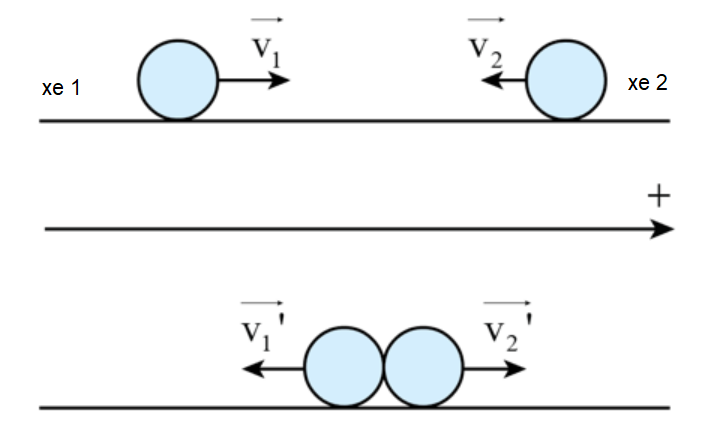 xe 1
v₁
v₂
xe 2
+
v₁'
v₂'